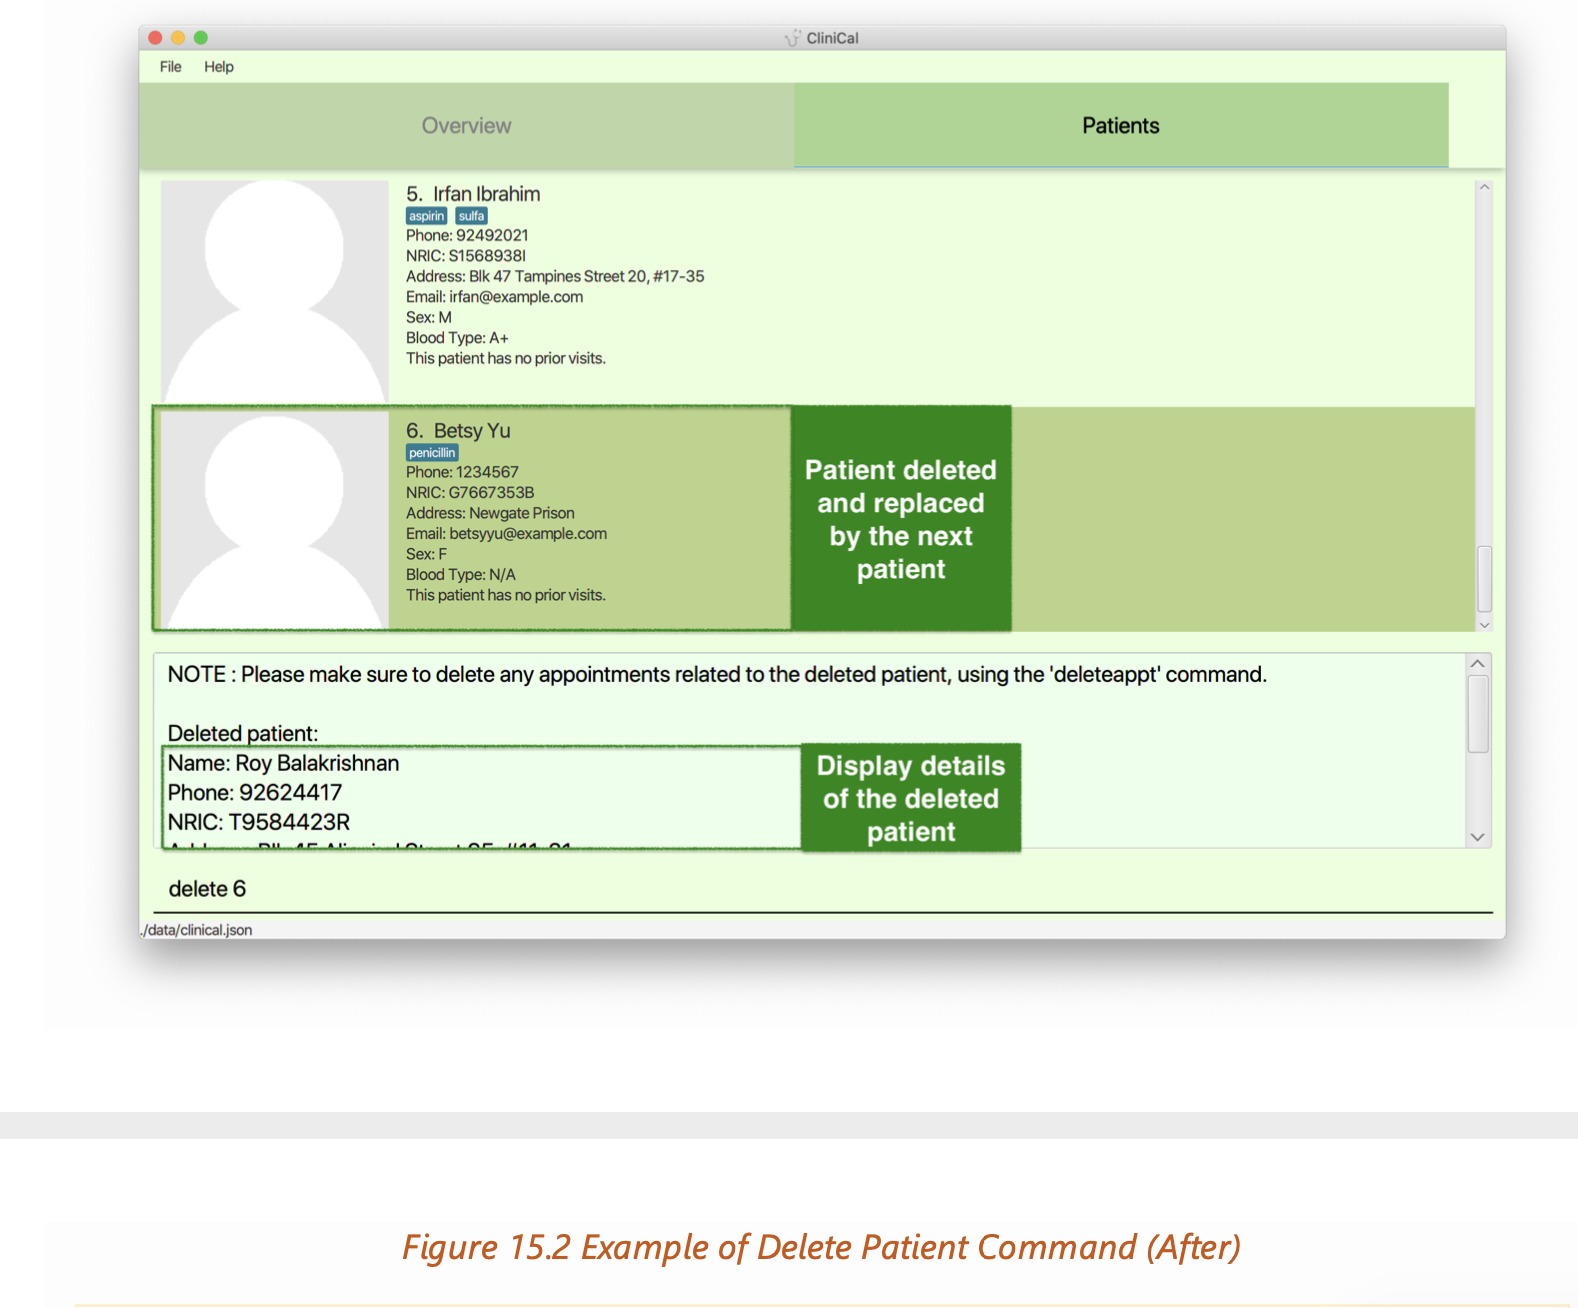 CliniCal
File Help
Overview Patients
5. Irfan Ibrahim
aspirin sulfa
Phone: 92492021
NRIC: S1568938I
Address: Blk 47 Tampines Street 20, #17-35
Email: irfan@example.com
Sex: M
Blood Type: A+
This patient has no prior visits.
6. Betsy Yu
penicillin
Phone: 1234567
NRIC: G7667353B
Address: Newgate Prison
Email: betsyyu@example.com
Sex: F
Blood Type: N/A
This patient has no prior visits.
Patient deleted
and replaced
by the next
patient
NOTE : Please make sure to delete any appointments related to the deleted patient, using the 'deleteappt' command.
Deleted patient:
Name: Roy Balakrishnan
Phone: 92624417
NRIC: T9584423R
Display details
of the deleted
patient
delete 6
./data/clinical.json
Figure 15.2 Example of Delete Patient Command (After)